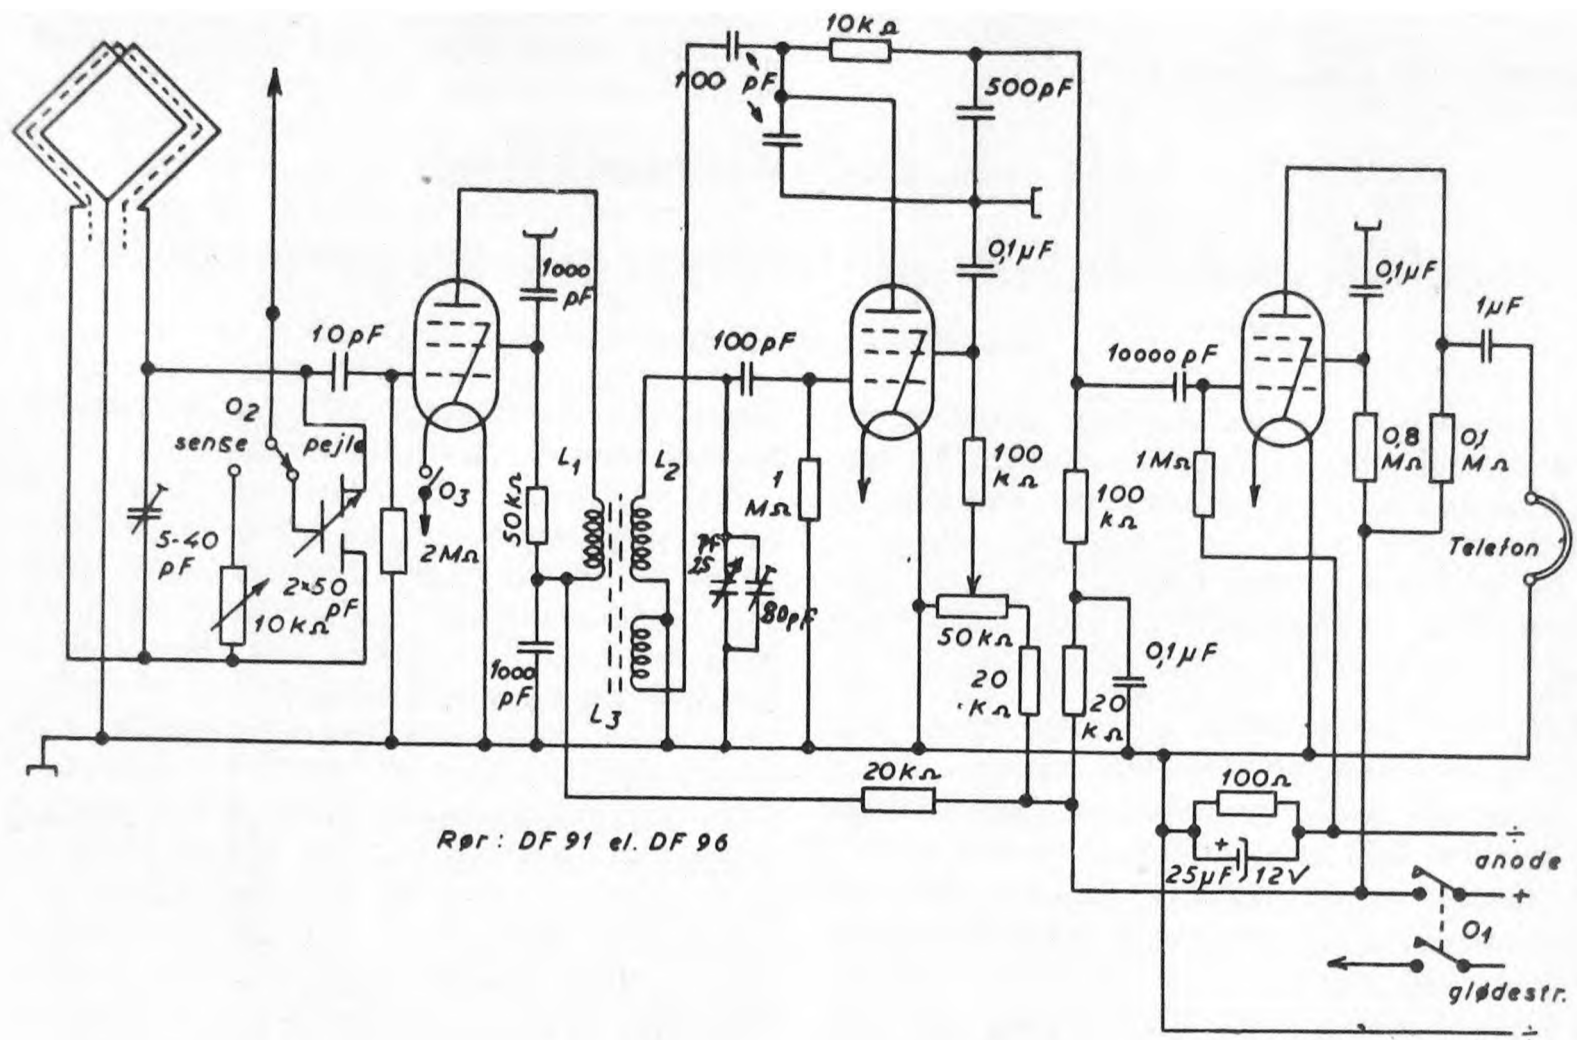 10kΩ
100 pF
500pF
0,1µF
1000 pF
10 pF
100pF
10000pF
0,1µF
1µF
O2
sense
pejle
5-40 pF
10kΩ
2×50 pF
2MΩ
O3
50kΩ
L1
L2
L3
1000 pF
1 MΩ
pF
25
80pF
100 kΩ
50kΩ
20 kΩ
100 kΩ
20 kΩ
0,1µF
1MΩ
0,8 MΩ
0,1 MΩ
Telefon
20kΩ
Rør: DF 91 el. DF 96
100Ω
+
25µF
12V
÷
anode
+
O1
glødestr.
÷